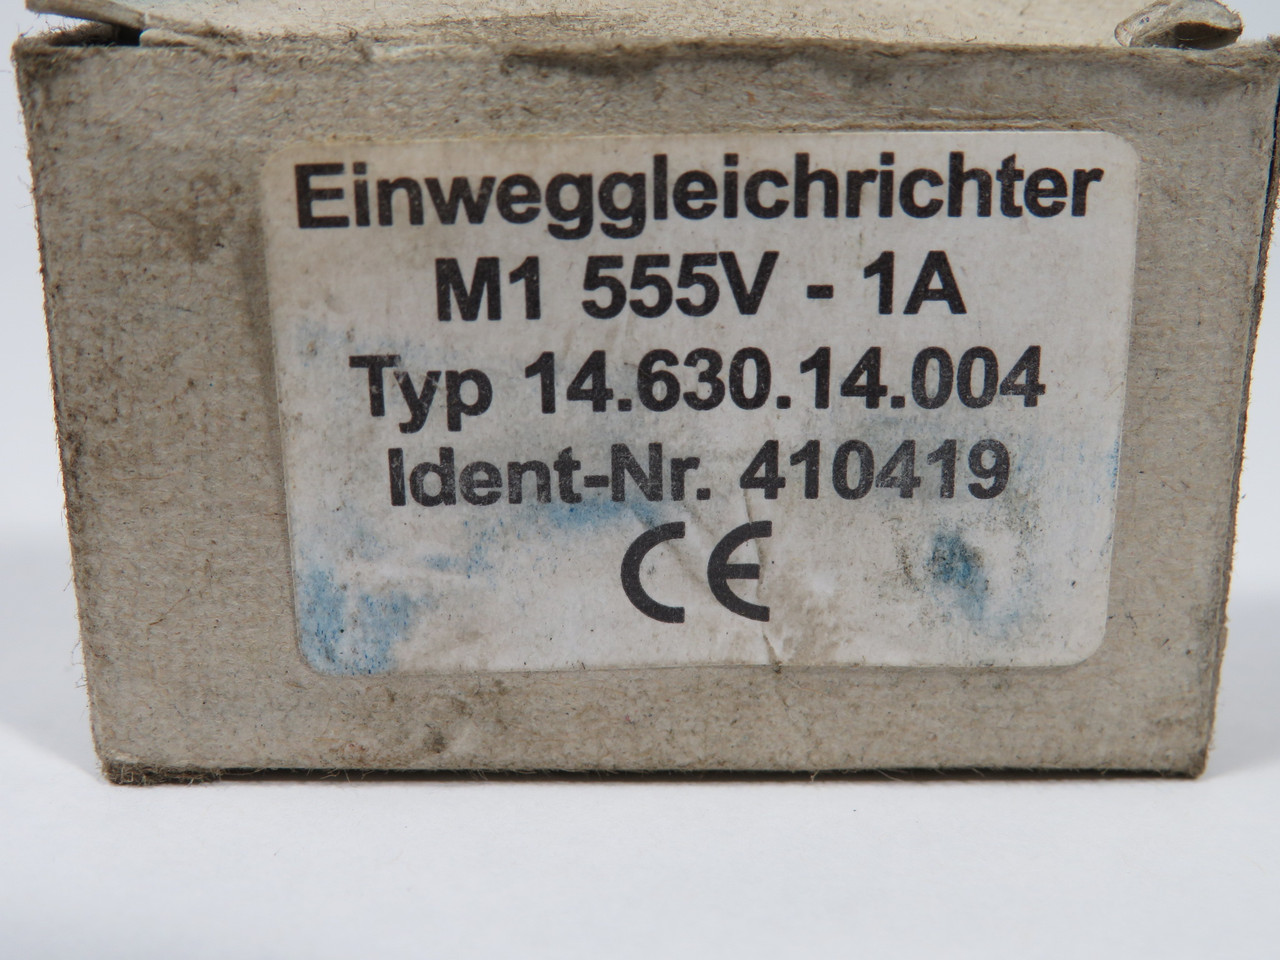 Einweggleichrichter
M1 555V - 1A
Typ 14.630.14.004
Ident-Nr. 410419
CE